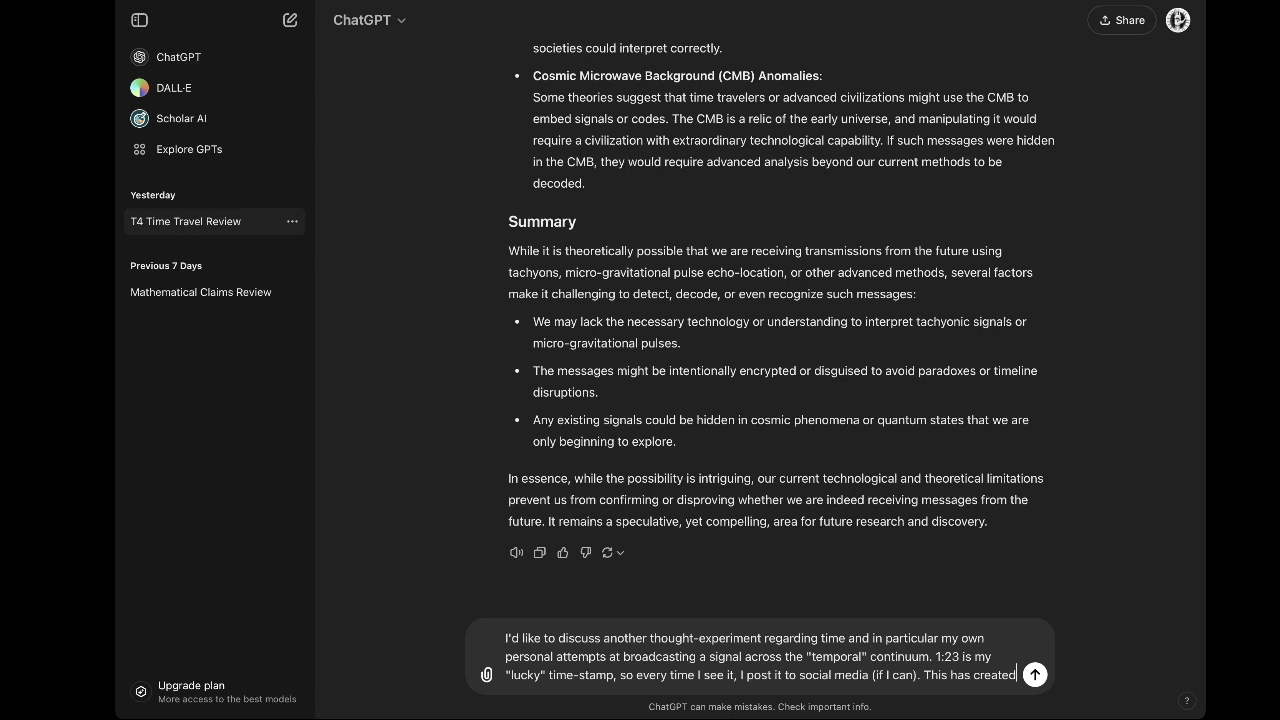 ChatGPT
Share
ChatGPT
DALL·E
Scholar AI
Explore GPTs
Yesterday
T4 Time Travel Review
Previous 7 Days
Mathematical Claims Review
societies could interpret correctly.
• Cosmic Microwave Background (CMB) Anomalies:
Some theories suggest that time travelers or advanced civilizations might use the CMB to
embed signals or codes. The CMB is a relic of the early universe, and manipulating it would
require a civilization with extraordinary technological capability. If such messages were hidden
in the CMB, they would require advanced analysis beyond our current methods to be
decoded.
Summary
While it is theoretically possible that we are receiving transmissions from the future using
tachyons, micro-gravitational pulse echo-location, or other advanced methods, several factors
make it challenging to detect, decode, or even recognize such messages:
• We may lack the necessary technology or understanding to interpret tachyonic signals or
micro-gravitational pulses.
• The messages might be intentionally encrypted or disguised to avoid paradoxes or timeline
disruptions.
• Any existing signals could be hidden in cosmic phenomena or quantum states that we are
only beginning to explore.
In essence, while the possibility is intriguing, our current technological and theoretical limitations
prevent us from confirming or disproving whether we are indeed receiving messages from the
future. It remains a speculative, yet compelling, area for future research and discovery.
I'd like to discuss another thought-experiment regarding time and in particular my own
personal attempts at broadcasting a signal across the "temporal" continuum. 1:23 is my
"lucky" time-stamp, so every time I see it, I post it to social media (if I can). This has created
Upgrade plan
More access to the best models
ChatGPT can make mistakes. Check important info.
?